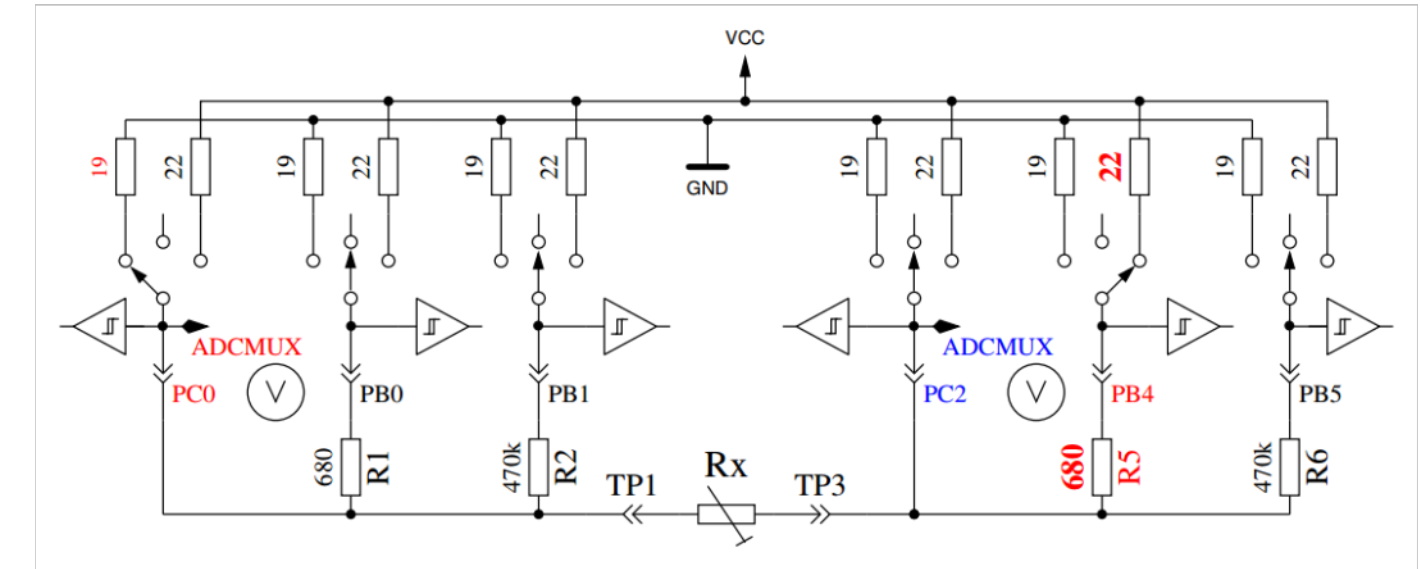 VCC
19 22 19 22 19 22 GND 19 22 19 22 19 22
ADCMUX ADCMUX
PC0 V PB0 PB1 PC2 V PB4 PB5
680 R1 470k R2 680 R5 470k R6
TP1 Rx TP3